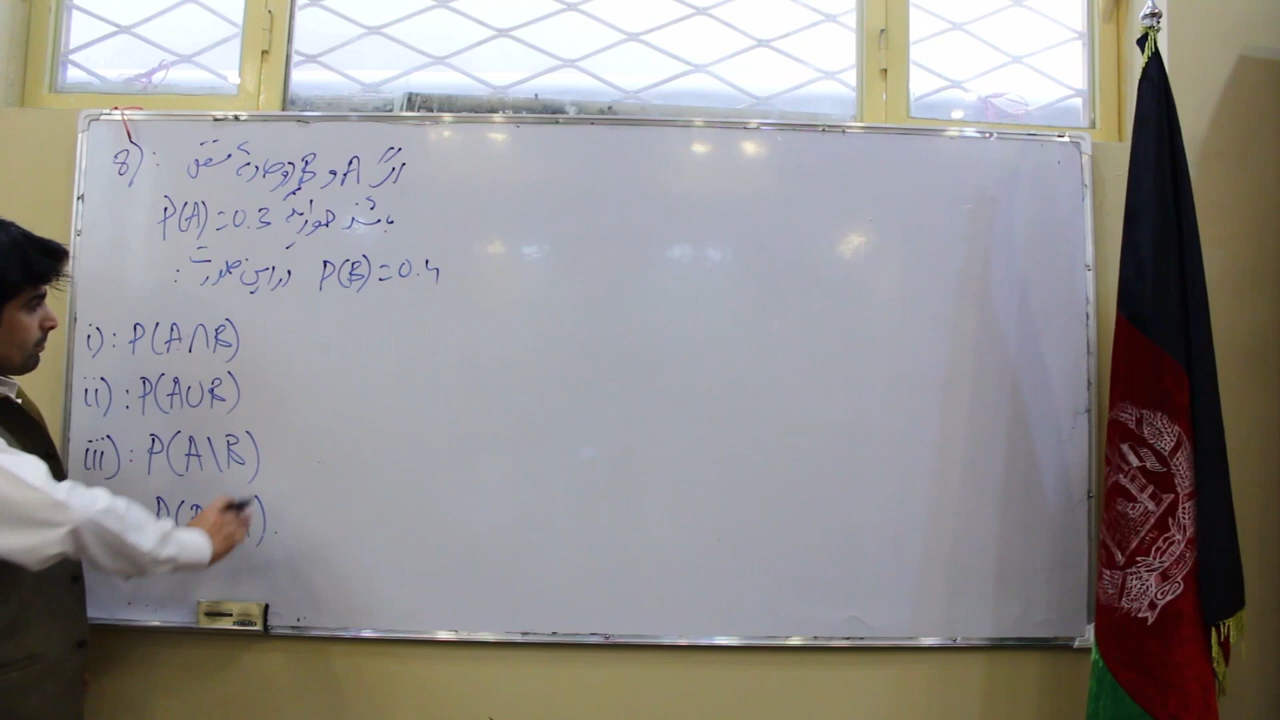 8): اگر A و B دو حادثه مستقل
باشند طوریکه P(A)=0.3
P(B)=0.4 در این صورت:
i): P(A∩B)
ii): P(A∪B)
iii): P(A\B)